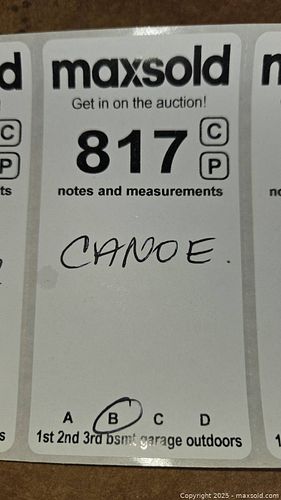 d
maxsold
Get in on the auction!
817
C
C
P
P
ts
notes and measurements
CANOE.
A B C D
s
1st 2nd 3rd bsmt garage outdoors
Copyright 2025 - maxsold.com